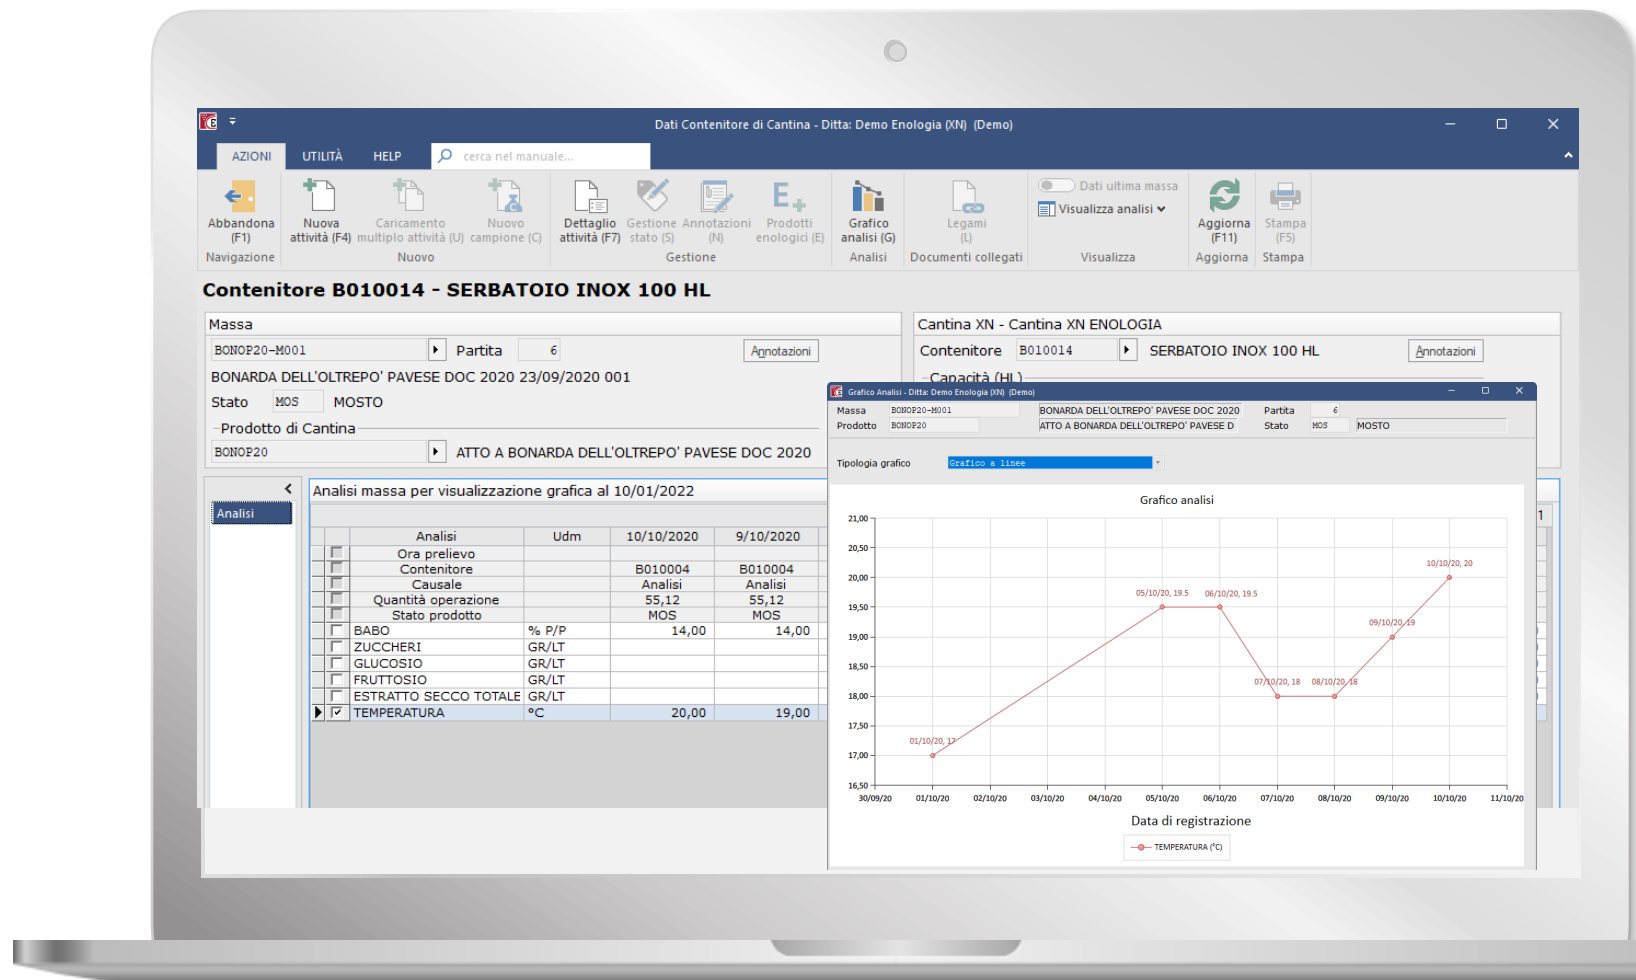 Dati Contenitore di Cantina - Ditta: Demo Enologia (XN) (Demo)
AZIONI UTILITÀ HELP cerca nel manuale...
Abbandona (F1)
Nuova attività (F4)
Caricamento multiplo attività (U)
Nuovo campione (C)
Dettaglio attività (F7)
Gestione stato (S)
Annotazioni (N)
Prodotti enologici (E)
Grafico analisi (G)
Legami (L)
Dati ultima massa
Visualizza analisi
Aggiorna (F11)
Stampa (F5)
Navigazione Nuovo Gestione Analisi Documenti collegati Visualizza Aggiorna Stampa
Contenitore B010014 - SERBATOIO INOX 100 HL
Massa
BONOP20-M001 Partita 6 Annotazioni
BONARDA DELL'OLTREPO' PAVESE DOC 2020 23/09/2020 001
Stato MOS MOSTO
Prodotto di Cantina
BONOP20 ATTO A BONARDA DELL'OLTREPO' PAVESE DOC 2020
Cantina XN - Cantina XN ENOLOGIA
Contenitore B010014 SERBATOIO INOX 100 HL Annotazioni
Capacità (HL)
Analisi
Analisi massa per visualizzazione grafica al 10/01/2022
1
Analisi Udm 10/10/2020 9/10/2020
Ora prelievo
Contenitore B010004 B010004
Causale Analisi Analisi
Quantità operazione 55,12 55,12
Stato prodotto MOS MOS
BABO % P/P 14,00 14,00
ZUCCHERI GR/LT
GLUCOSIO GR/LT
FRUTTOSIO GR/LT
ESTRATTO SECCO TOTALE GR/LT
TEMPERATURA °C 20,00 19,00
Grafico Analisi - Ditta: Demo Enologia (XN) (Demo)
Massa BONOP20-M001 BONARDA DELL'OLTREPO' PAVESE DOC 2020 Partita 6
Prodotto BONOP20 ATTO A BONARDA DELL'OLTREPO' PAVESE D Stato MOS MOSTO
Tipologia grafico Grafico a linee
Grafico analisi
21,00
20,50
20,00
19,50
19,00
18,50
18,00
17,50
17,00
16,50
01/10/20, 17
05/10/20, 19.5
06/10/20, 19.5
07/10/20, 18
08/10/20, 18
09/10/20, 19
10/10/20, 20
30/09/20 01/10/20 02/10/20 03/10/20 04/10/20 05/10/20 06/10/20 07/10/20 08/10/20 09/10/20 10/10/20 11/10/20
Data di registrazione
TEMPERATURA (°C)